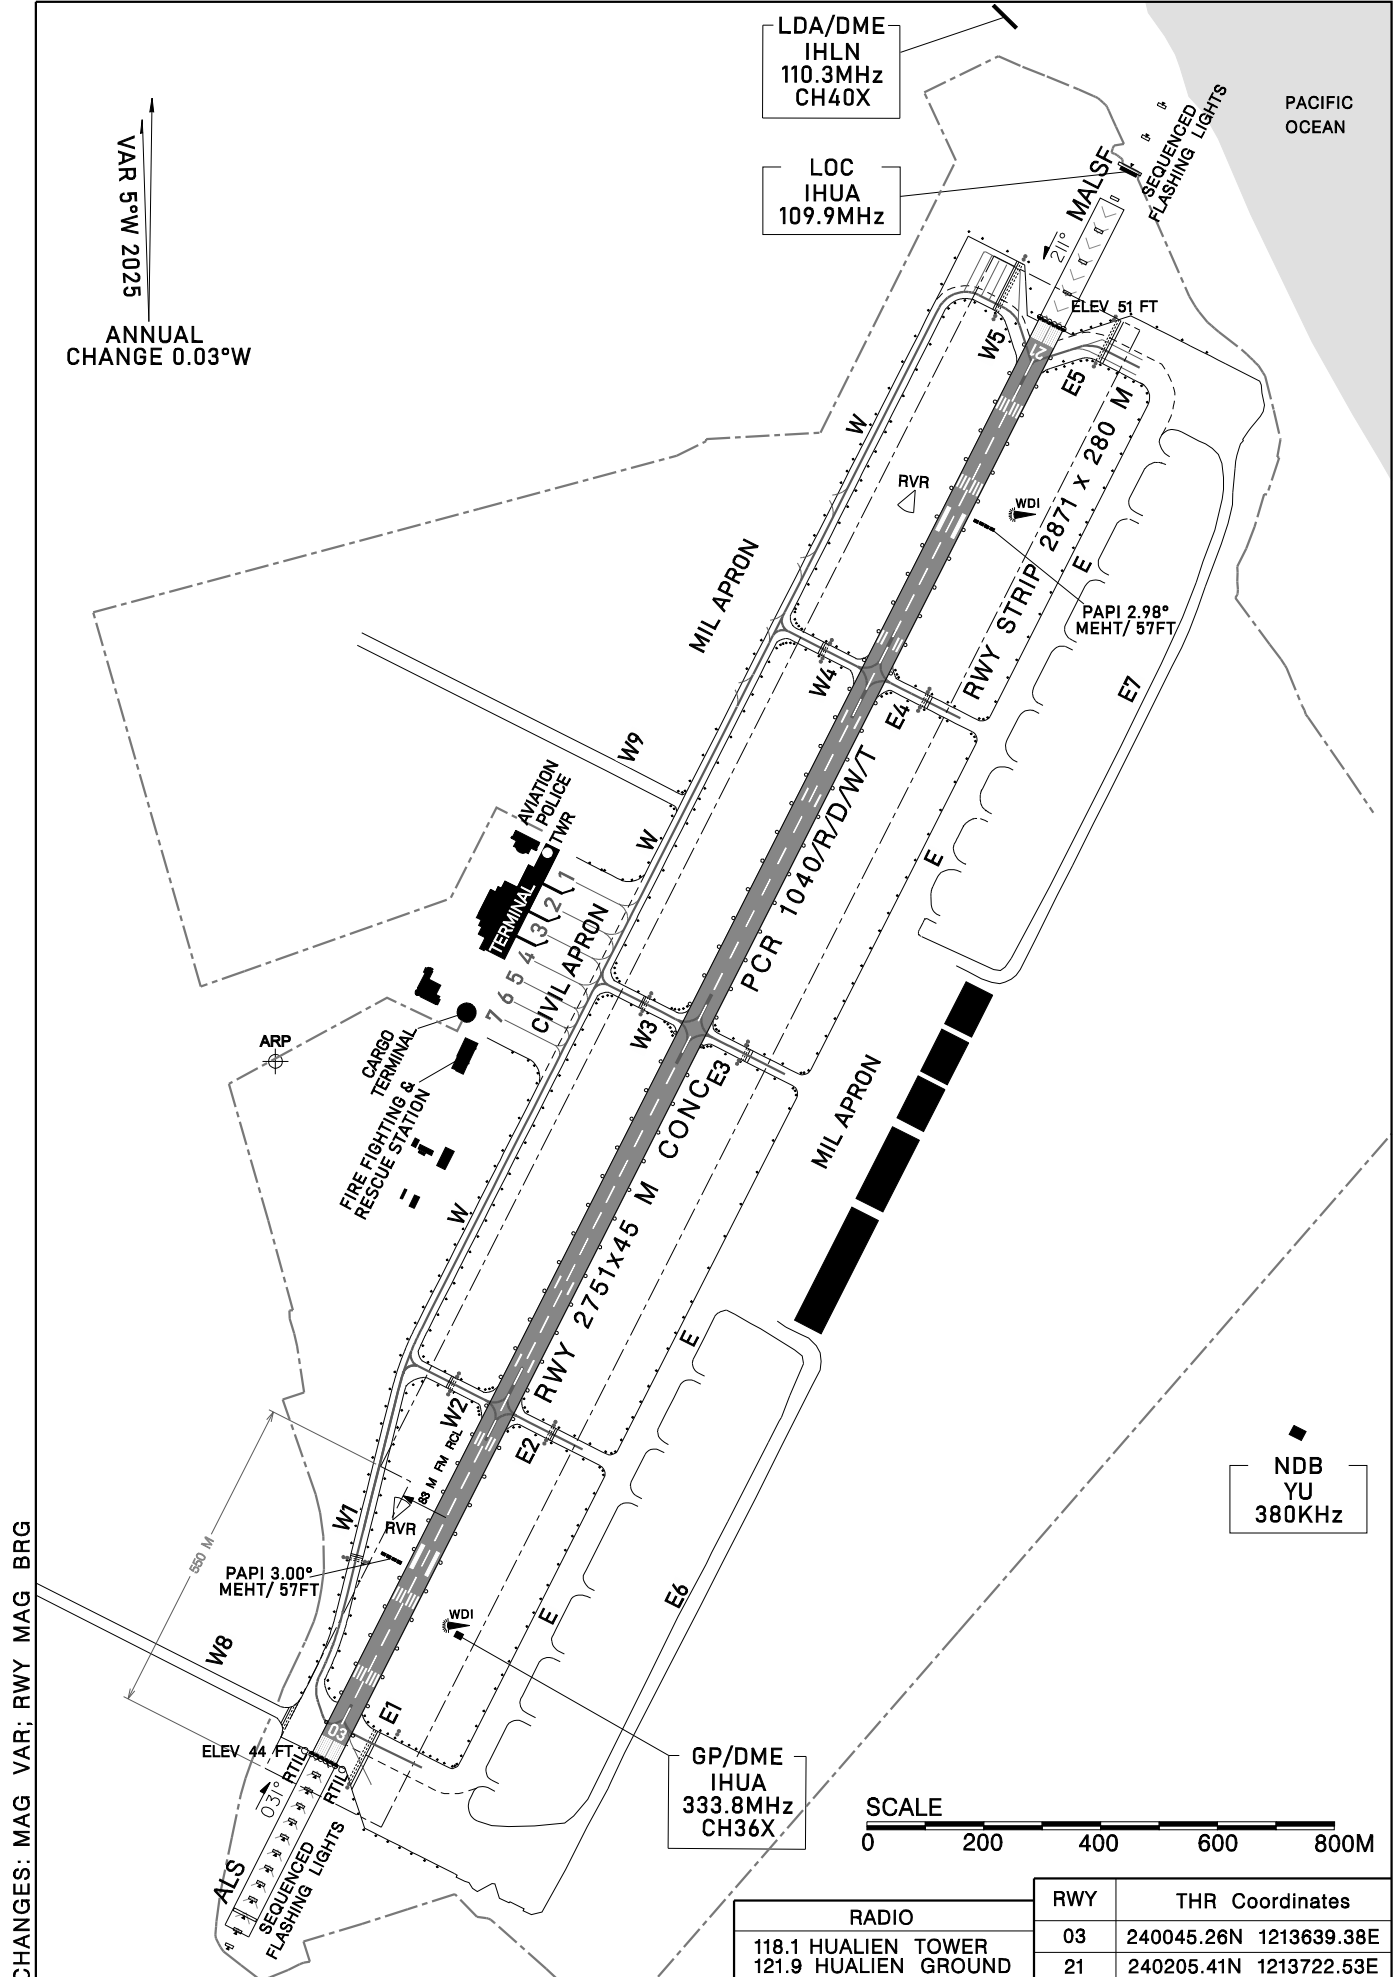 LDA/DME
IHLN
110.3MHz
CH40X
LOC
IHUA
109.9MHz
PACIFIC
OCEAN
SEQUENCED
FLASHING LIGHTS
MALSF
211°
VAR 5°W 2025
ANNUAL
CHANGE 0.03°W
ELEV 51 FT
W5
21
E5
W
RVR
WDI
RWY STRIP 2871 x 280 M
E
PAPI 2.98°
MEHT/ 57FT
MIL APRON
W4
E4
E7
W9
AVIATION
POLICE
TWR
W
PCR 1040/R/D/W/T
E
TERMINAL
1
2
3
4
5
6
7
CIVIL APRON
W3
E3
ARP
CARGO
TERMINAL
FIRE FIGHTING &
RESCUE STATION
MIL APRON
W
RWY 2751x45 M CONC
E
W2
E2
83 M FM RCL
NDB
YU
380KHz
W1
RVR
550 M
PAPI 3.00°
MEHT/ 57FT
WDI
E
E6
W8
E1
03
ELEV 44 FT
RTIL
RTIL
031°
GP/DME
IHUA
333.8MHz
CH36X
ALS
SEQUENCED
FLASHING LIGHTS
SCALE
0 200 400 600 800M
RADIO
118.1 HUALIEN TOWER
121.9 HUALIEN GROUND
RWY THR Coordinates
03 240045.26N 1213639.38E
21 240205.41N 1213722.53E
CHANGES: MAG VAR; RWY MAG BRG